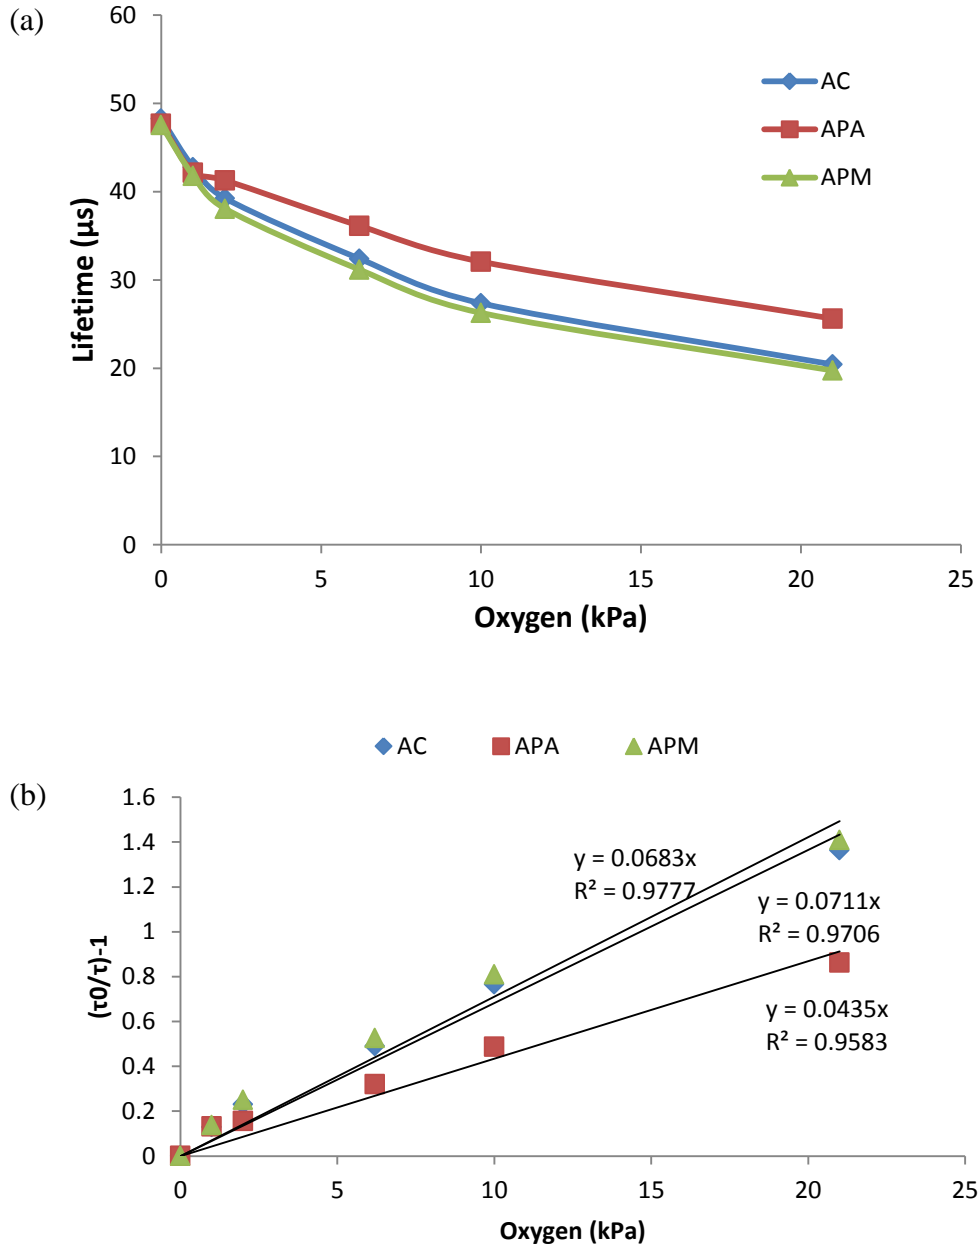 (a)
60
50
40
30
20
10
0
Lifetime (µs)
0 5 10 15 20 25
Oxygen (kPa)
AC
APA
APM
AC APA APM
(b)
1.6
1.4
1.2
1
0.8
0.6
0.4
0.2
0
(τ0/τ)-1
y = 0.0683x
R² = 0.9777
y = 0.0711x
R² = 0.9706
y = 0.0435x
R² = 0.9583
0 5 10 15 20 25
Oxygen (kPa)